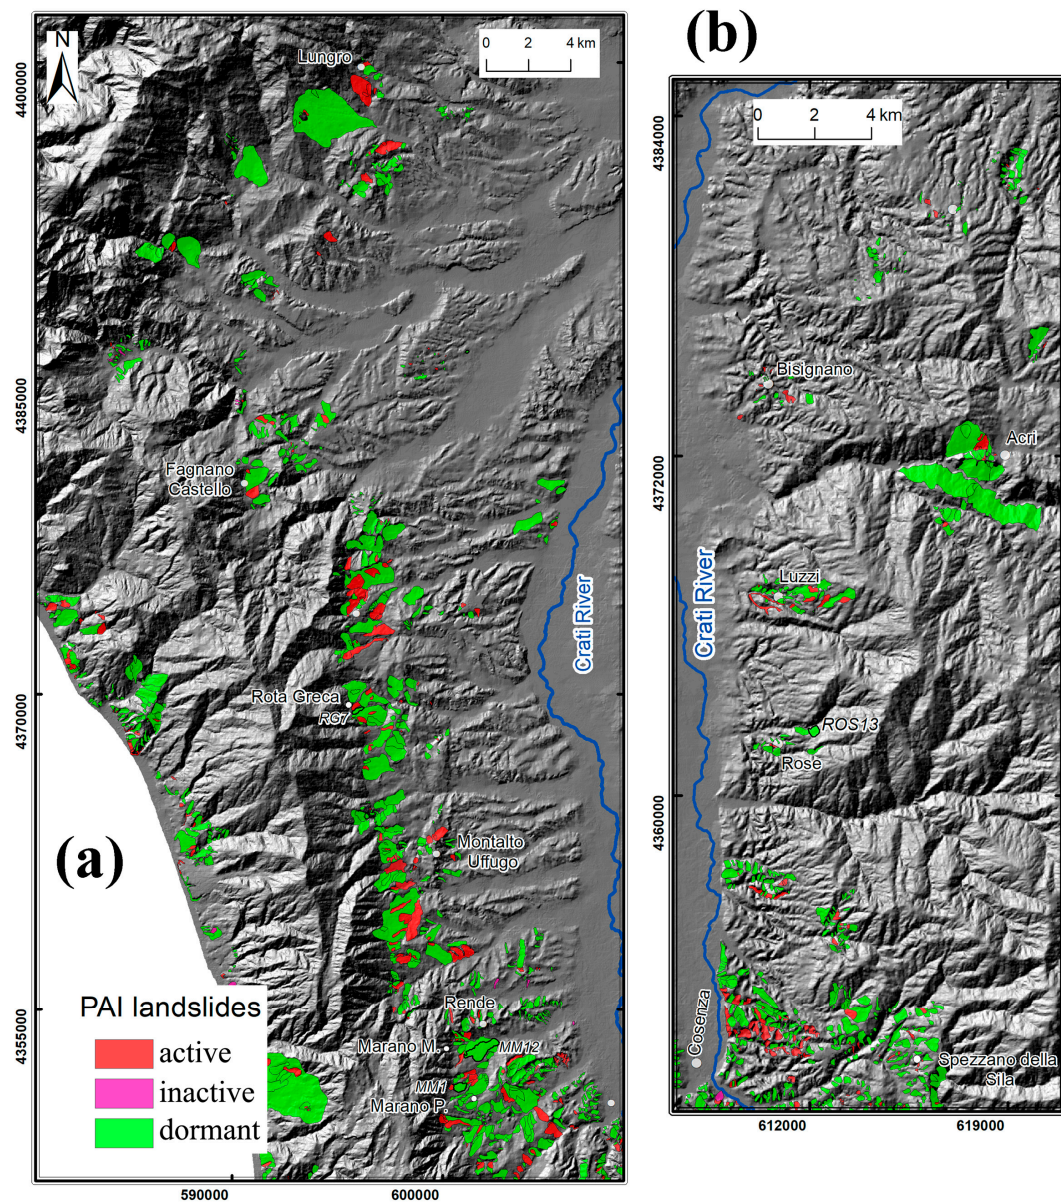 (a)
N
0 2 4 km
Lungro
4400000
4385000
4370000
4355000
Fagnano
Castello
Crati River
Rota Greca
RG7
Montalto
Uffugo
Rende
Marano M.
MM12
MM1
Marano P.
PAI landslides
active
inactive
dormant
590000
600000
(b)
0 2 4 km
4384000
4372000
4360000
Bisignano
Acri
Luzzi
Crati River
ROS13
Rose
Cosenza
Spezzano della
Sila
612000
619000